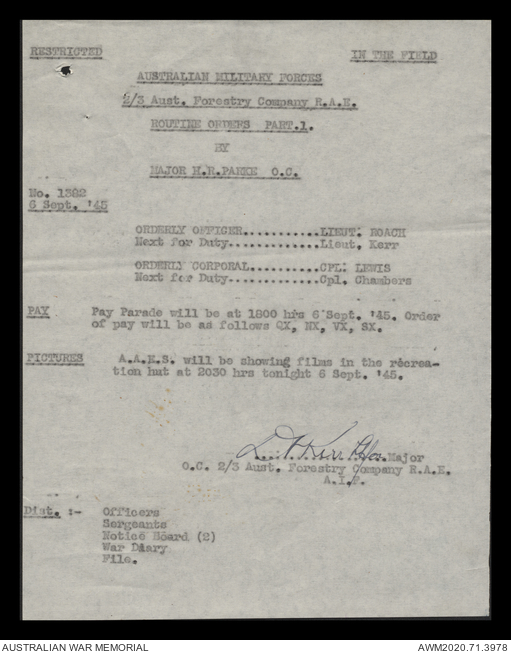 RESTRICTED IN THE FIELD
AUSTRALIAN MILITARY FORCES
2/3 Aust. Forestry Company R.A.E.
ROUTINE ORDERS PART.1.
BY
MAJOR H.R.PARKE O.C.
No. 1382
6 Sept. '45
ORDERLY OFFICER...........LIEUT. ROACH
Next for Duty.............Lieut. Kerr
ORDERLY CORPORAL..........CPL. LEWIS
Next for Duty.............Cpl. Chambers
PAY Pay Parade will be at 1800 hrs 6 Sept. '45. Order
of pay will be as follows QX, NX, VX, SX.
PICTURES A.A.E.S. will be showing films in the recrea-
tion hut at 2030 hrs tonight 6 Sept. '45.
Kerr Major
O.C. 2/3 Aust. Forestry Company R.A.E.
A.I.F.
Dist. :- Officers
Sergeants
Notice Board (2)
War Diary
File.
AUSTRALIAN WAR MEMORIAL AWM2020.71.3978